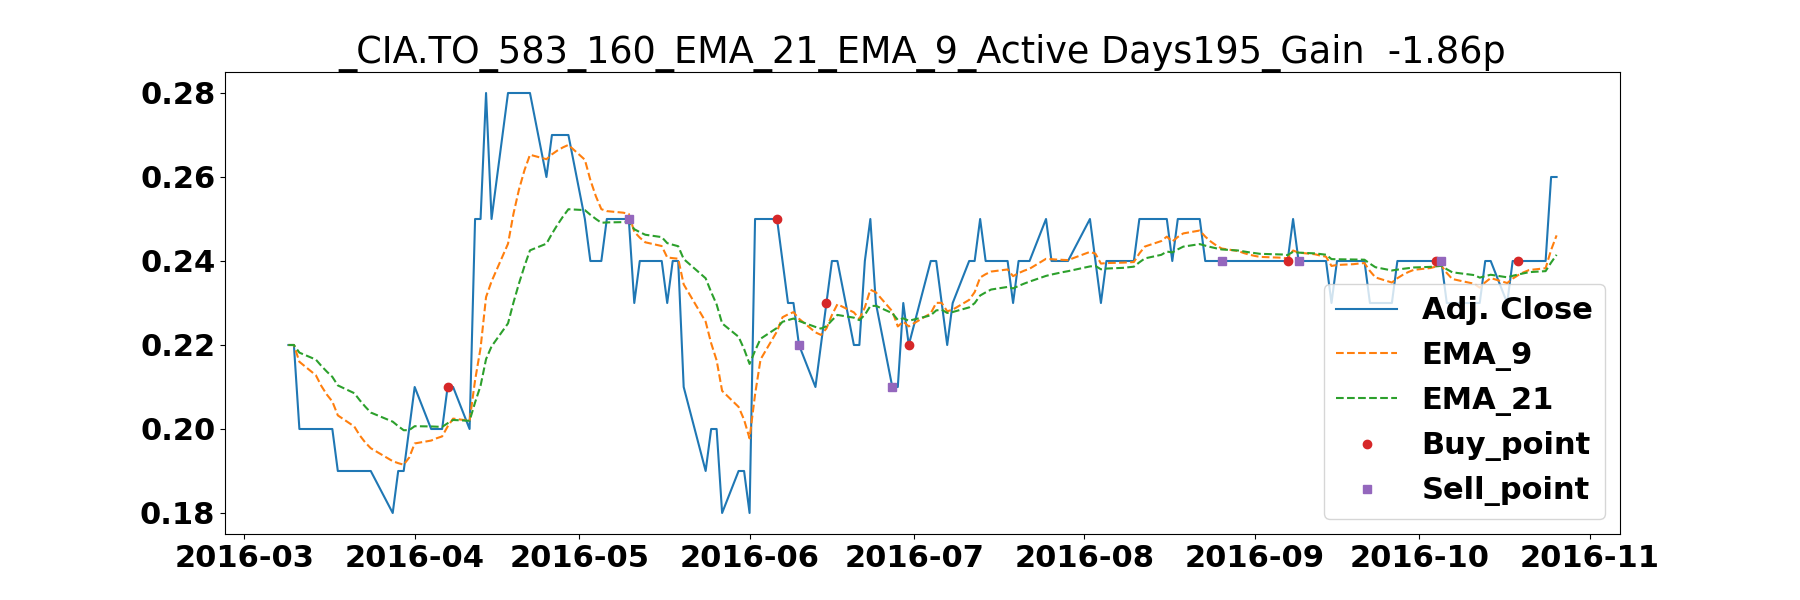 _CIA.TO_583_160_EMA_21_EMA_9_Active Days195_Gain  -1.86p
0.28
0.26
0.24
0.22
0.20
0.18
Adj. Close
EMA_9
EMA_21
Buy_point
Sell_point
2016-03 2016-04 2016-05 2016-06 2016-07 2016-08 2016-09 2016-10 2016-11